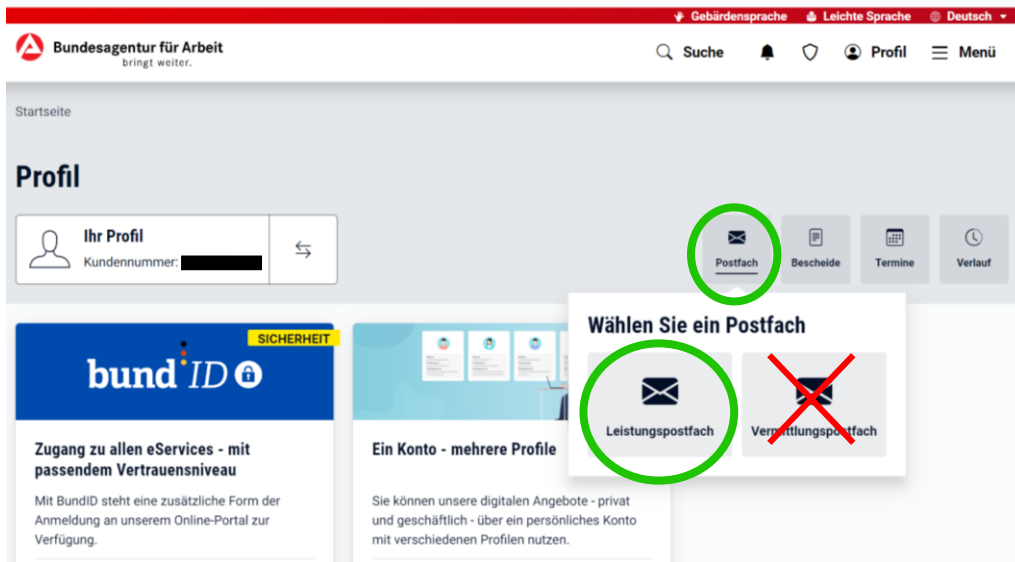 Gebärdensprache Leichte Sprache Deutsch
Bundesagentur für Arbeit
bringt weiter.
Suche Profil Menü
Startseite
Profil
Ihr Profil
Kundennummer:
Postfach Bescheide Termine Verlauf
Wählen Sie ein Postfach
Leistungspostfach Vermittlungspostfach
SICHERHEIT
bund ID
Zugang zu allen eServices - mit
passendem Vertrauensniveau
Mit BundID steht eine zusätzliche Form der
Anmeldung an unserem Online-Portal zur
Verfügung.
Ein Konto - mehrere Profile
Sie können unsere digitalen Angebote - privat
und geschäftlich - über ein persönliches Konto
mit verschiedenen Profilen nutzen.